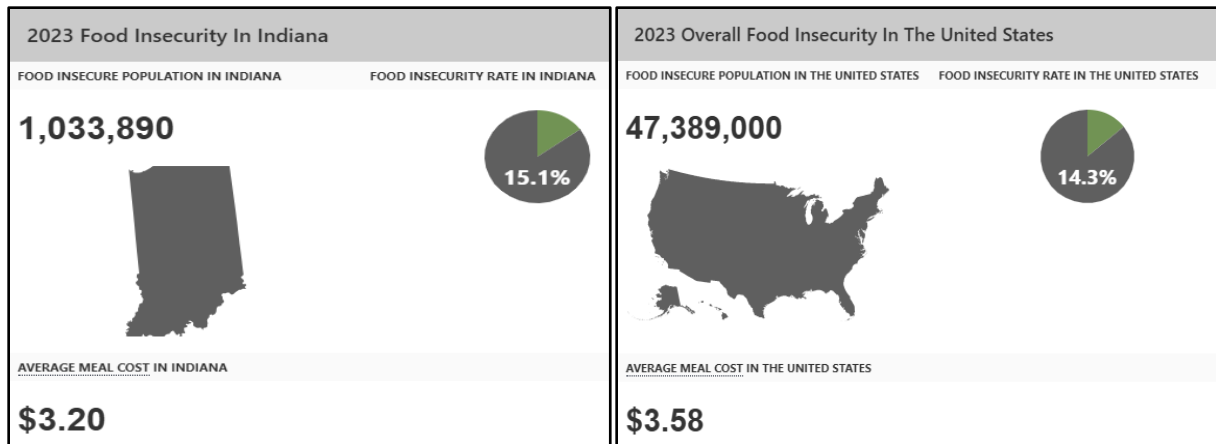 2023 Food Insecurity In Indiana
FOOD INSECURE POPULATION IN INDIANA
FOOD INSECURITY RATE IN INDIANA
1,033,890
15.1%
AVERAGE MEAL COST IN INDIANA
$3.20
2023 Overall Food Insecurity In The United States
FOOD INSECURE POPULATION IN THE UNITED STATES
FOOD INSECURITY RATE IN THE UNITED STATES
47,389,000
14.3%
AVERAGE MEAL COST IN THE UNITED STATES
$3.58